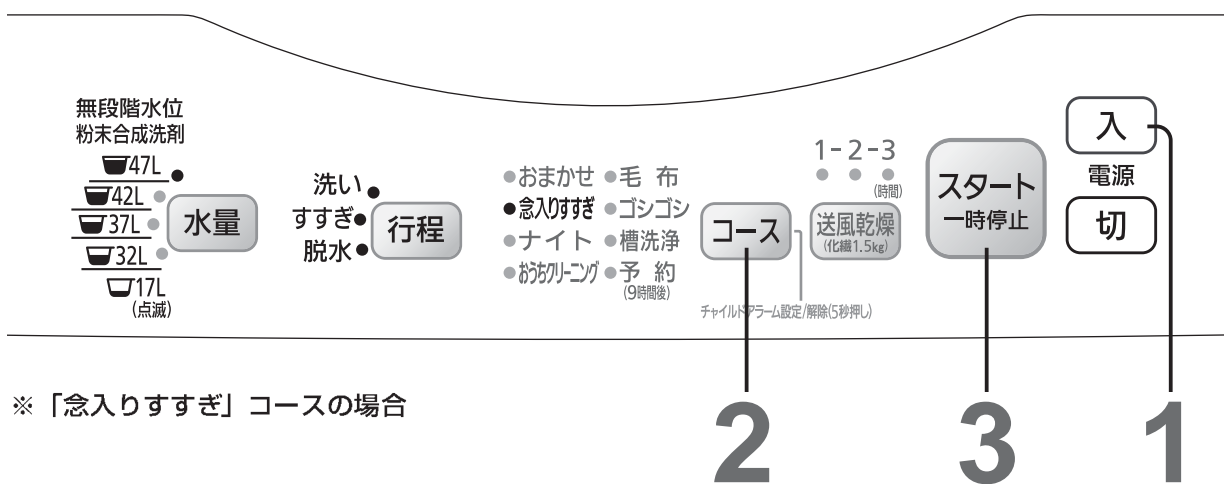 無段階水位
粉末合成洗剤
47L
42L
37L
32L
17L
(点滅)
水量
洗い
すすぎ
脱水
行程
おまかせ 毛 布
念入りすすぎ ゴシゴシ
ナイト 槽洗浄
おうちクリーニング 予 約
(9時間後)
コース
チャイルドアラーム設定/解除(5秒押し)
1-2-3
(時間)
送風乾燥
(化繊1.5kg)
スタート
一時停止
入
電源
切
※「念入りすすぎ」コースの場合
2
3
1